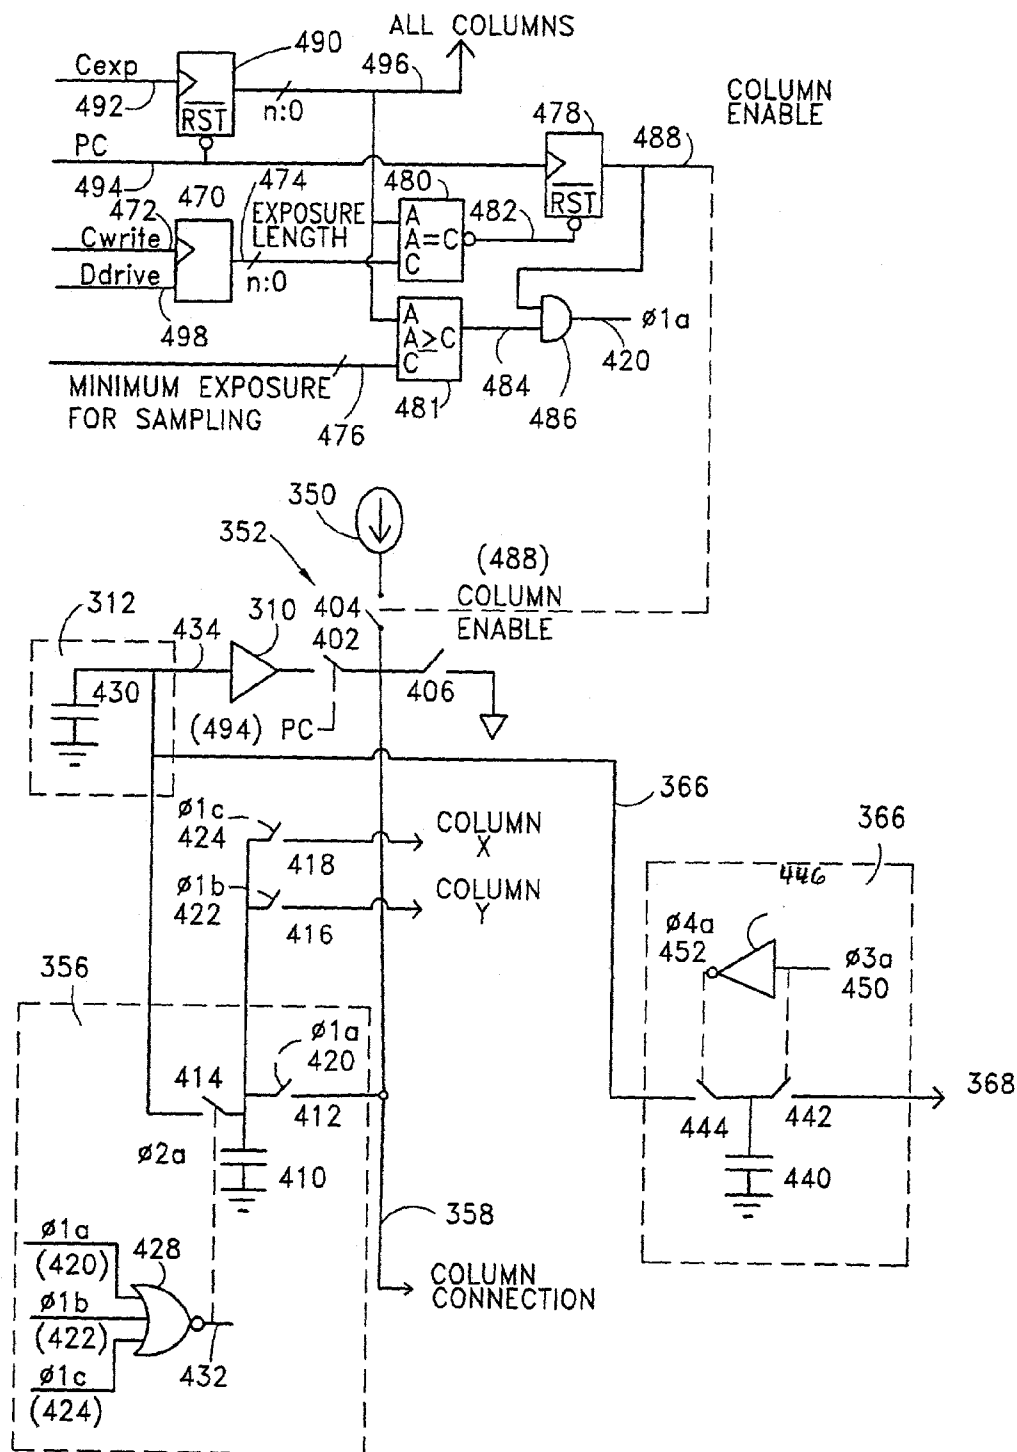 ALL COLUMNS
490
Cexp
496
492
RST
n:0
COLUMN
ENABLE
478
488
PC
494
RST
474
480
470
472
EXPOSURE
LENGTH
482
A
A=C
C
Cwrite
Ddrive
n:0
498
A
A≥C
C
ø1a
420
484
486
481
MINIMUM EXPOSURE
FOR SAMPLING
476
350
352
(488)
COLUMN
ENABLE
404
402
312
434
310
430
406
(494) PC
366
ø1c
424
COLUMN
X
418
366
446
ø1b
422
COLUMN
Y
416
ø4a
452
ø3a
450
356
ø1a
420
414
412
368
444
442
ø2a
410
440
358
ø1a
(420)
428
COLUMN
CONNECTION
ø1b
(422)
432
ø1c
(424)